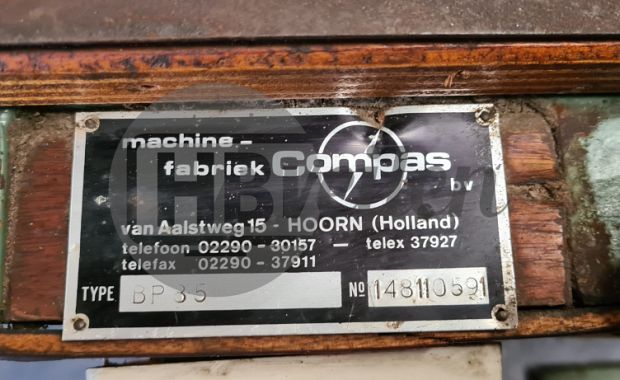 machine-
fabriek Compas
bv
van Aalstweg 15 - HOORN (Holland)
telefoon 02290 - 30157 - telex 37927
telefax 02290 - 37911
TYPE BP 35 Nº 148110591